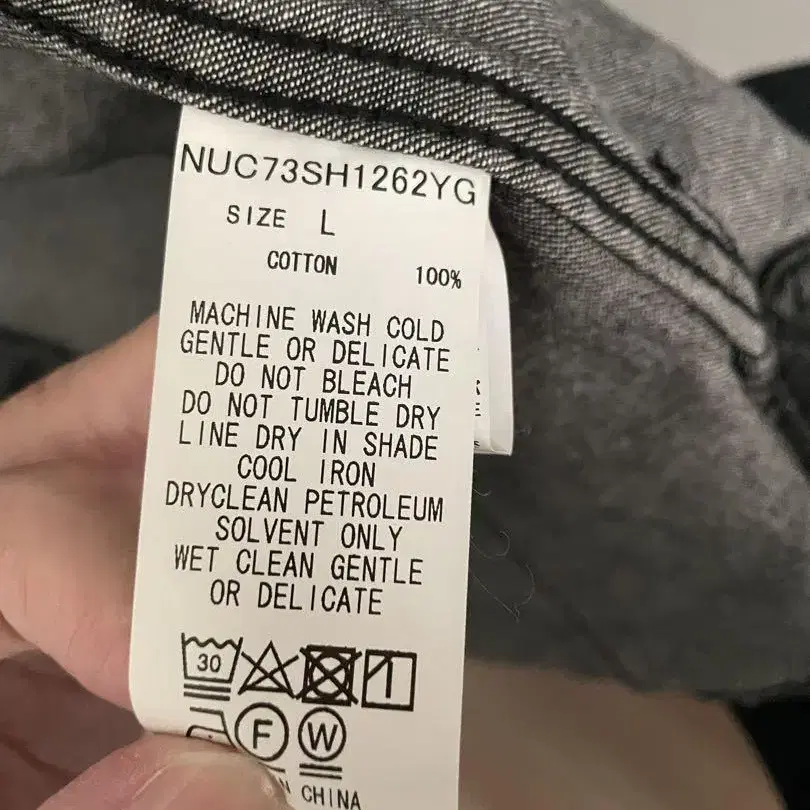 NUC73SH1262YG
SIZE L
COTTON 100%
MACHINE WASH COLD
GENTLE OR DELICATE
DO NOT BLEACH
DO NOT TUMBLE DRY
LINE DRY IN SHADE
COOL IRON
DRYCLEAN PETROLEUM
SOLVENT ONLY
WET CLEAN GENTLE
OR DELICATE
30
F W
CHINA